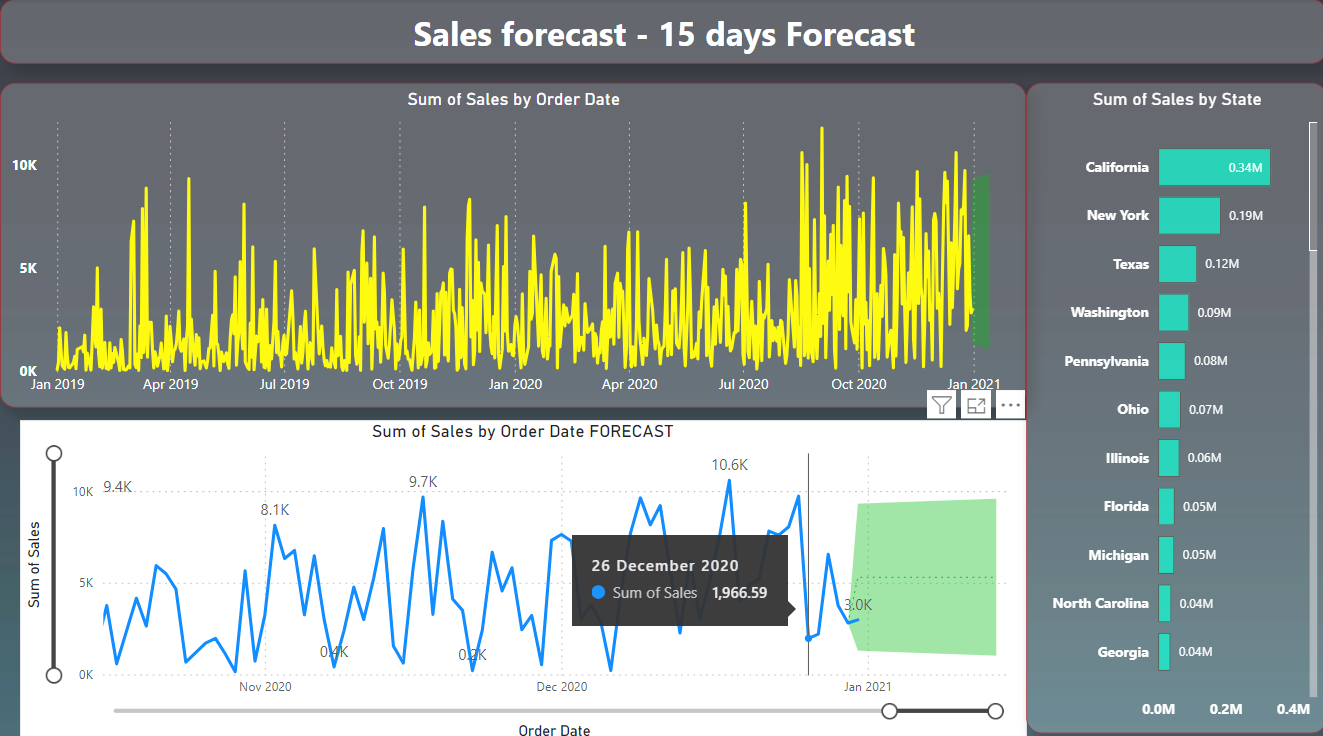 Sales forecast - 15 days Forecast
Sum of Sales by Order Date
10K
5K
0K
Jan 2019 Apr 2019 Jul 2019 Oct 2019 Jan 2020 Apr 2020 Jul 2020 Oct 2020 Jan 2021
Sum of Sales by Order Date FORECAST
Sum of Sales
10K
5K
0K
9.4K
8.1K
0.4K
9.7K
0.2K
10.6K
3.0K
26 December 2020
Sum of Sales 1,966.59
Nov 2020 Dec 2020 Jan 2021
Order Date
Sum of Sales by State
California 0.34M
New York 0.19M
Texas 0.12M
Washington 0.09M
Pennsylvania 0.08M
Ohio 0.07M
Illinois 0.06M
Florida 0.05M
Michigan 0.05M
North Carolina 0.04M
Georgia 0.04M
0.0M 0.2M 0.4M